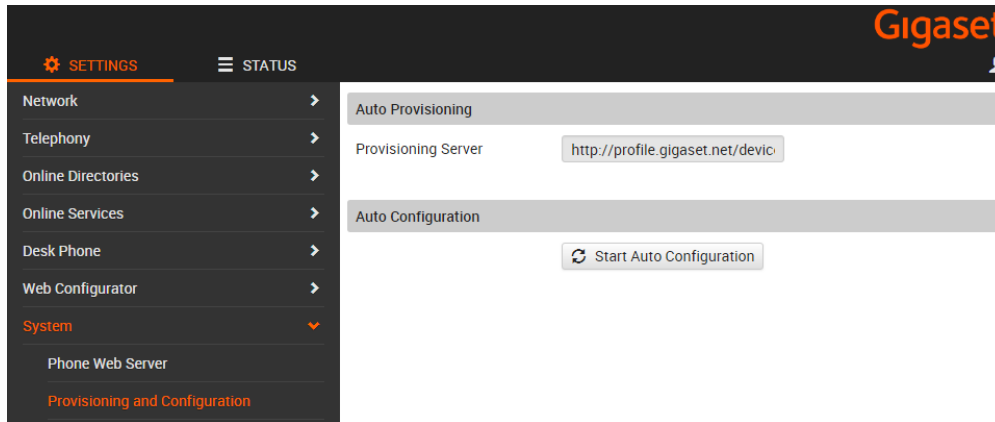 Gigaset
SETTINGS
STATUS
Network
Telephony
Online Directories
Online Services
Desk Phone
Web Configurator
System
Phone Web Server
Provisioning and Configuration
Auto Provisioning
Provisioning Server
http://profile.gigaset.net/devic
Auto Configuration
Start Auto Configuration